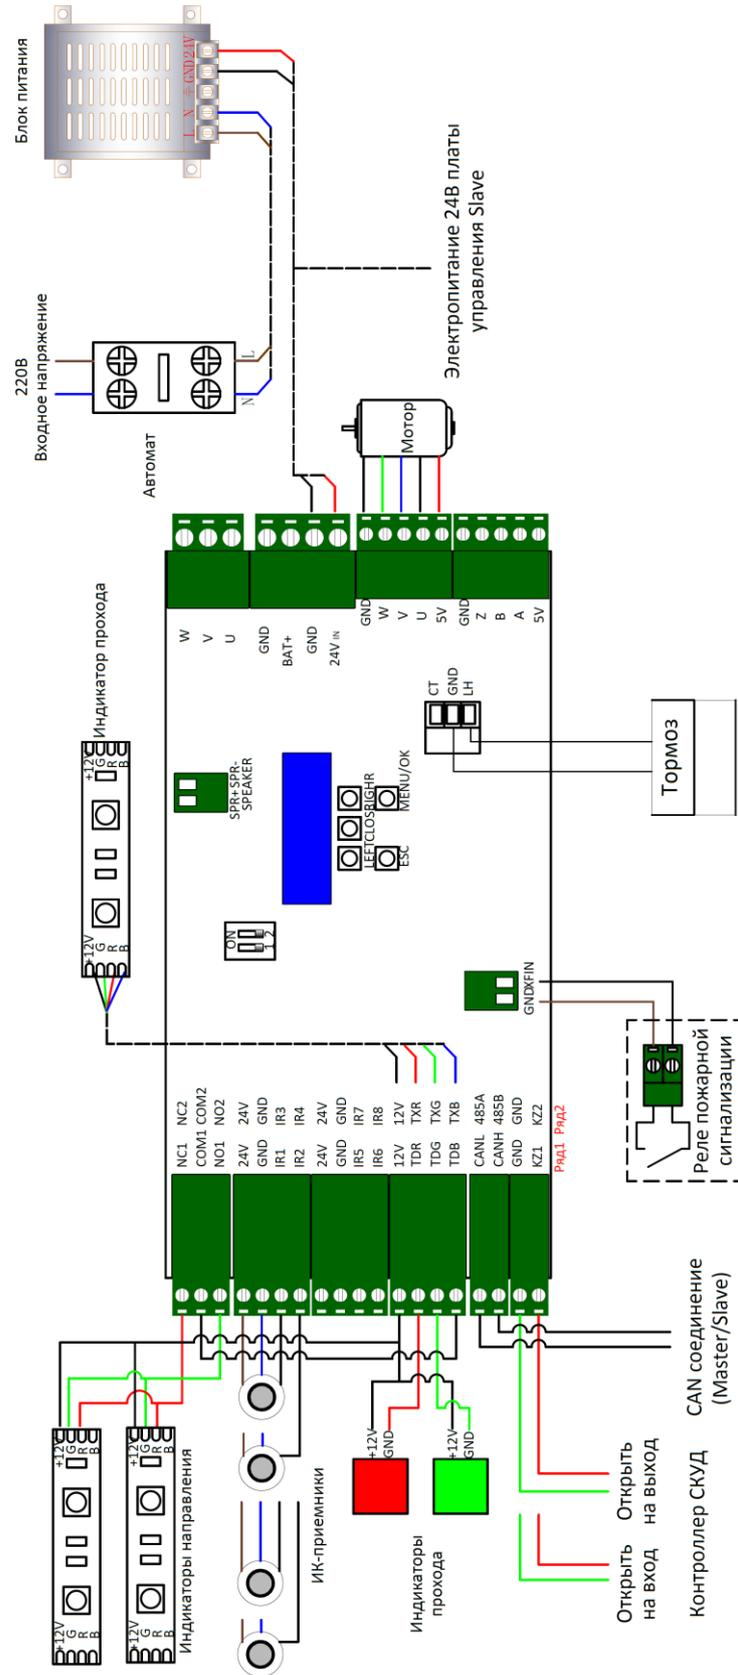 Блок питания
L N ⏚ GND 24V
220В
Входное напряжение
Автомат
N
L
Электропитание 24В платы
управления Slave
Мотор
W
V
U
GND
BAT+
GND
24V IN
GND
W
V
U
5V
GND
Z
B
A
5V
Индикатор прохода
+12V
G
R
B
+12V
G
R
B
SPR+SPR-
SPEAKER
CT
GND
LH
Тормоз
LEFT
CLOS
RIGHR
ESC
MENU/OK
ON
1 2
GND
XFIN
Реле пожарной
сигнализации
NC1 NC2
COM1 COM2
NO1 NO2
24V 24V
GND GND
IR1 IR3
IR2 IR4
24V 24V
GND GND
IR5 IR7
IR6 IR8
12V 12V
TDR TXR
TDG TXG
TDB TXB
CANL 485A
CANH 485B
GND GND
KZ1 KZ2
Ряд1 Ряд2
+12V
G
R
B
+12V
G
R
B
+12V
G
R
B
+12V
G
R
B
Индикаторы направления
ИК-приемники
+12V
GND
+12V
GND
Индикаторы
прохода
CAN соединение
(Master/Slave)
Открыть
на выход
Открыть
на вход
Контроллер СКУД